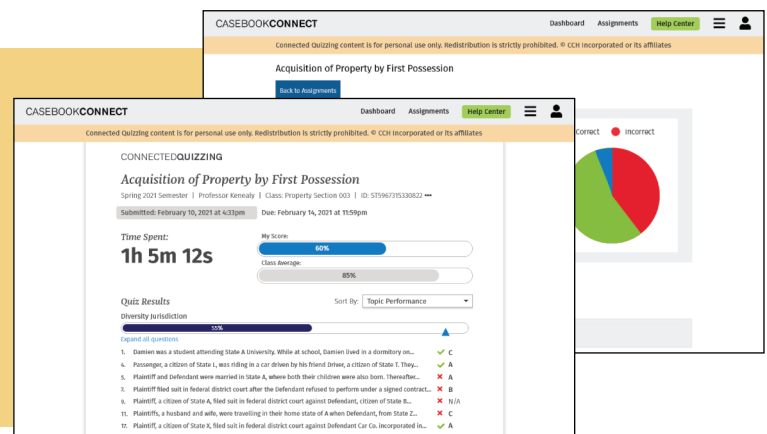 CASEBOOKCONNECT Dashboard Assignments Help Center
Connected Quizzing content is for personal use only. Redistribution is strictly prohibited. © CCH Incorporated or its affiliates
Acquisition of Property by First Possession
Back to Assignments
Correct Incorrect
CASEBOOKCONNECT Dashboard Assignments Help Center
Connected Quizzing content is for personal use only. Redistribution is strictly prohibited. © CCH Incorporated or its affiliates
CONNECTEDQUIZZING
Acquisition of Property by First Possession
Spring 2021 Semester | Professor Kenealy | Class: Property Section 003 | ID: ST5967315330822 •••
Submitted: February 10, 2021 at 4:33pm Due: February 14, 2021 at 11:59pm
Time Spent: My Score:
60%
1h 5m 12s
Class Average:
85%
Quiz Results Sort By: Topic Performance
Diversity Jurisdiction
55%
Expand all questions
1. Damien was a student attending State A University. While at school, Damien lived in a dormitory on... C
4. Passenger, a citizen of State L, was riding in a car driven by his friend Driver, a citizen of State T. They... A
5. Plaintiff and Defendant were married in State A, where both their children were also born. Thereafter... A
7. Plaintiff filed suit in federal district court after the Defendant refused to perform under a signed contract... B
9. Plaintiff, a citizen of State A, filed suit in federal district court against Defendant, citizen of State B... N/A
11. Plaintiffs, a husband and wife, were travelling in their home state of A when Defendant, from State Z... C
17. Plaintiff, a citizen of State X, filed suit in federal district court against Defendant Car Co. incorporated in... A